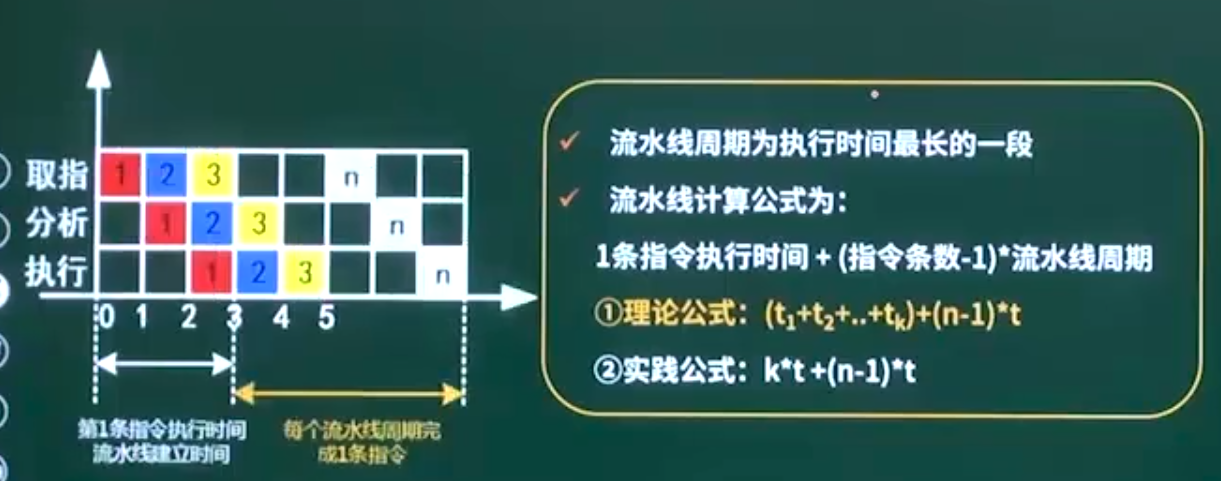 取指 1 2 3 n
分析 1 2 3 n
执行 1 2 3 n
0 1 2 3 4 5
第1条指令执行时间
流水线建立时间
每个流水线周期完
成1条指令
✓ 流水线周期为执行时间最长的一段
✓ 流水线计算公式为：
1条指令执行时间 + (指令条数-1)*流水线周期
①理论公式：(t₁+t₂+..+tₖ)+(n-1)*t
②实践公式：k*t +(n-1)*t